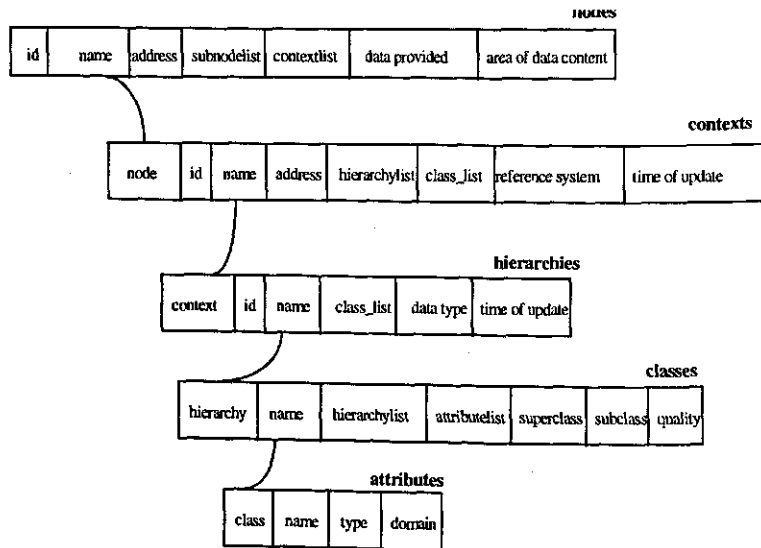 nodes
id name address subnodelist contextlist data provided area of data content
contexts
node id name address hierarchylist class_list reference system time of update
hierarchies
context id name class_list data type time of update
classes
hierarchy name hierarchylist attributelist superclass subclass quality
attributes
class name type domain